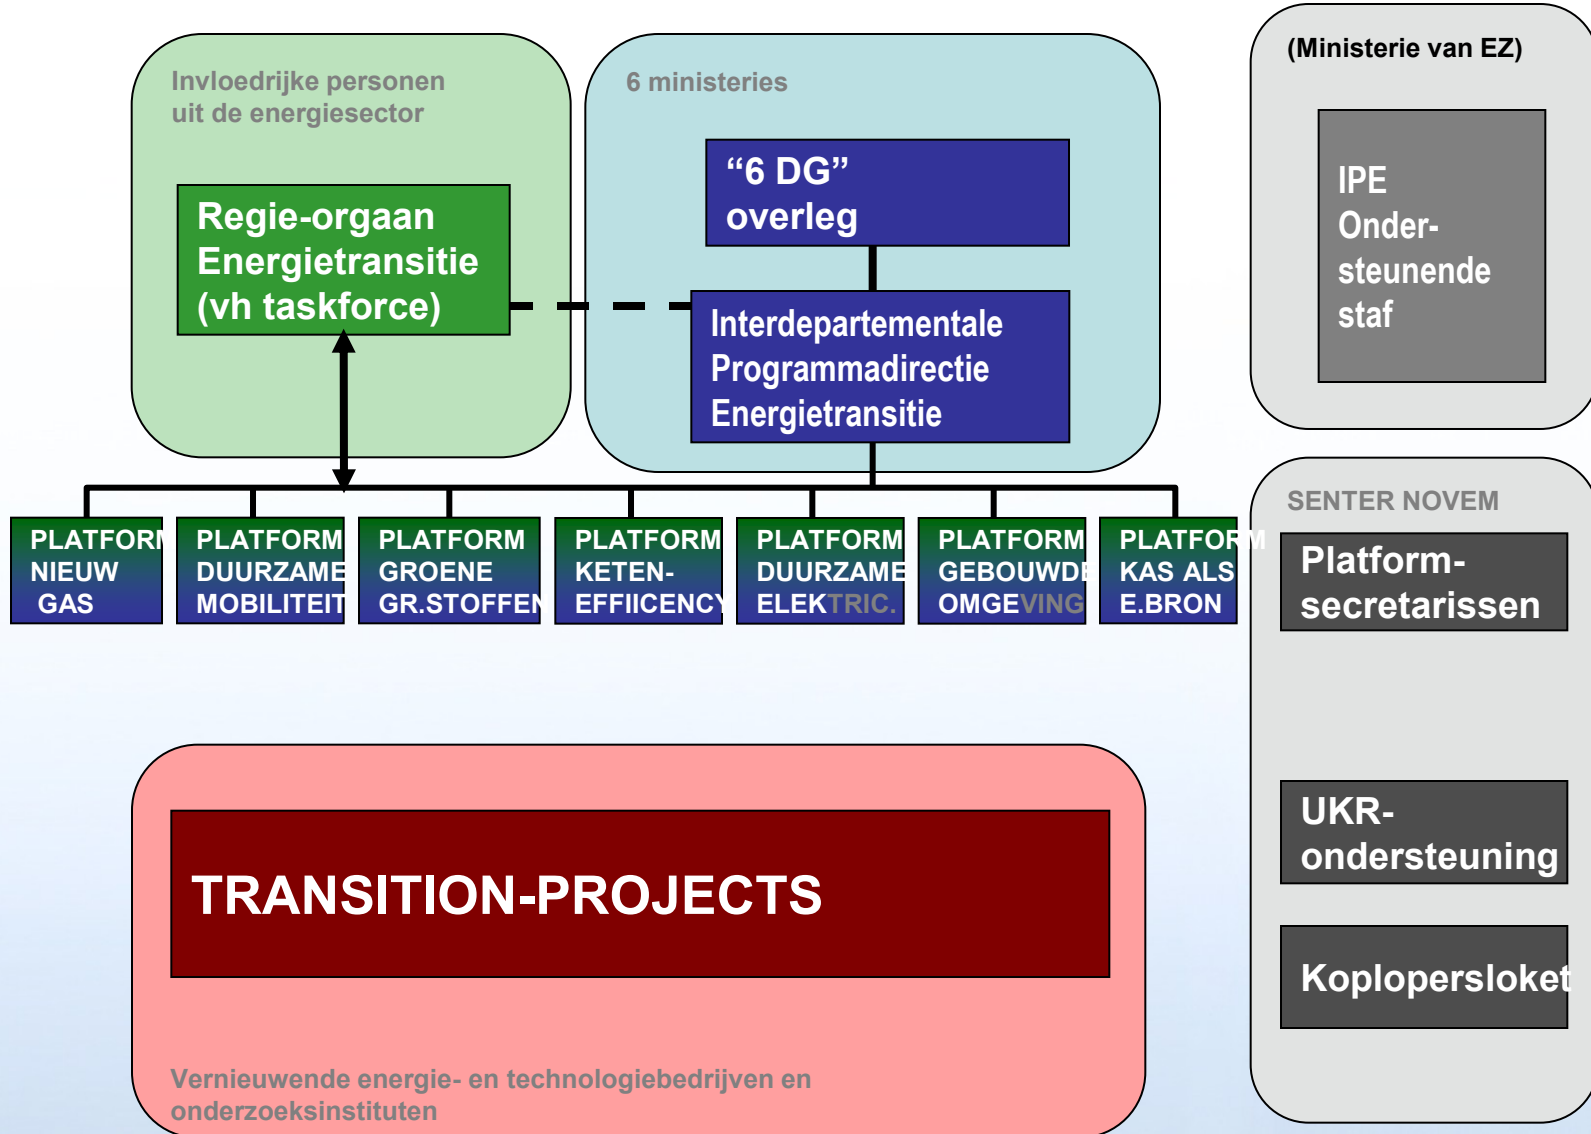 Invloedrijke personen
uit de energiesector
Regie-orgaan
Energietransitie
(vh taskforce)
6 ministeries
“6 DG”
overleg
Interdepartementale
Programmadirectie
Energietransitie
(Ministerie van EZ)
IPE
Onder-
steunende
staf
PLATFORM
NIEUW
GAS
PLATFORM
DUURZAME
MOBILITEIT
PLATFORM
GROENE
GR.STOFFEN
PLATFORM
KETEN-
EFFIICENCY
PLATFORM
DUURZAME
ELEKTRIC.
PLATFORM
GEBOUWDE
OMGEVING
PLATFORM
KAS ALS
E.BRON
SENTER NOVEM
Platform-
secretarissen
UKR-
ondersteuning
Koplopersloket
TRANSITION-PROJECTS
Vernieuwende energie- en technologiebedrijven en
onderzoeksinstituten